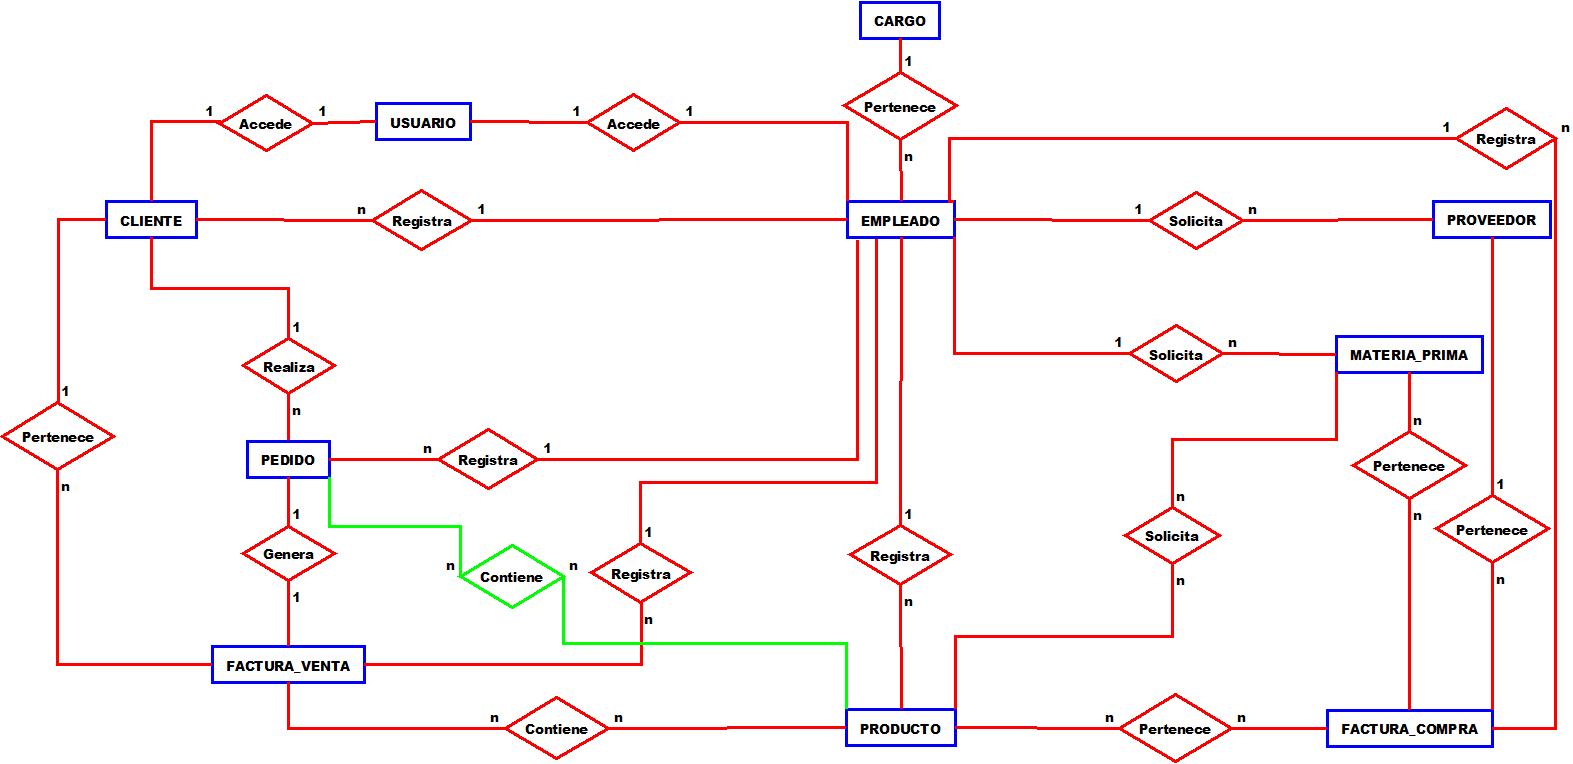 CARGO
1
Pertenece
n
1
Accede
1
USUARIO
1
Accede
1
1
Registra
n
CLIENTE
n
Registra
1
EMPLEADO
1
Solicita
n
PROVEEDOR
1
Realiza
n
1
Solicita
n
MATERIA_PRIMA
1
Pertenece
n
PEDIDO
n
Registra
1
n
Pertenece
n
1
Genera
1
n
Contiene
n
1
Registra
n
1
Registra
n
n
Solicita
n
1
Pertenece
n
FACTURA_VENTA
n
Contiene
n
PRODUCTO
n
Pertenece
n
FACTURA_COMPRA